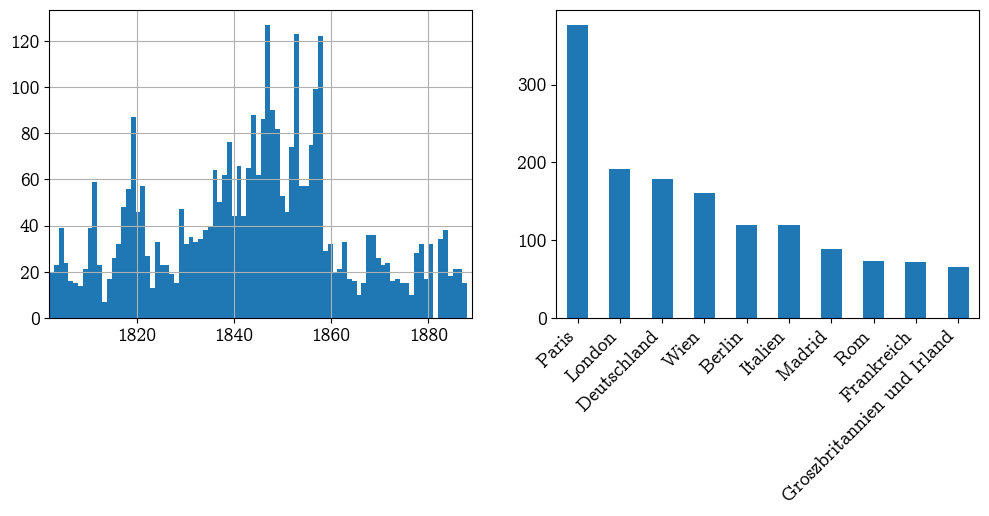 120
100
80
60
40
20
0
1820 1840 1860 1880
300
200
100
0
Paris
London
Deutschland
Wien
Berlin
Italien
Madrid
Rom
Frankreich
Groszbritannien und Irland